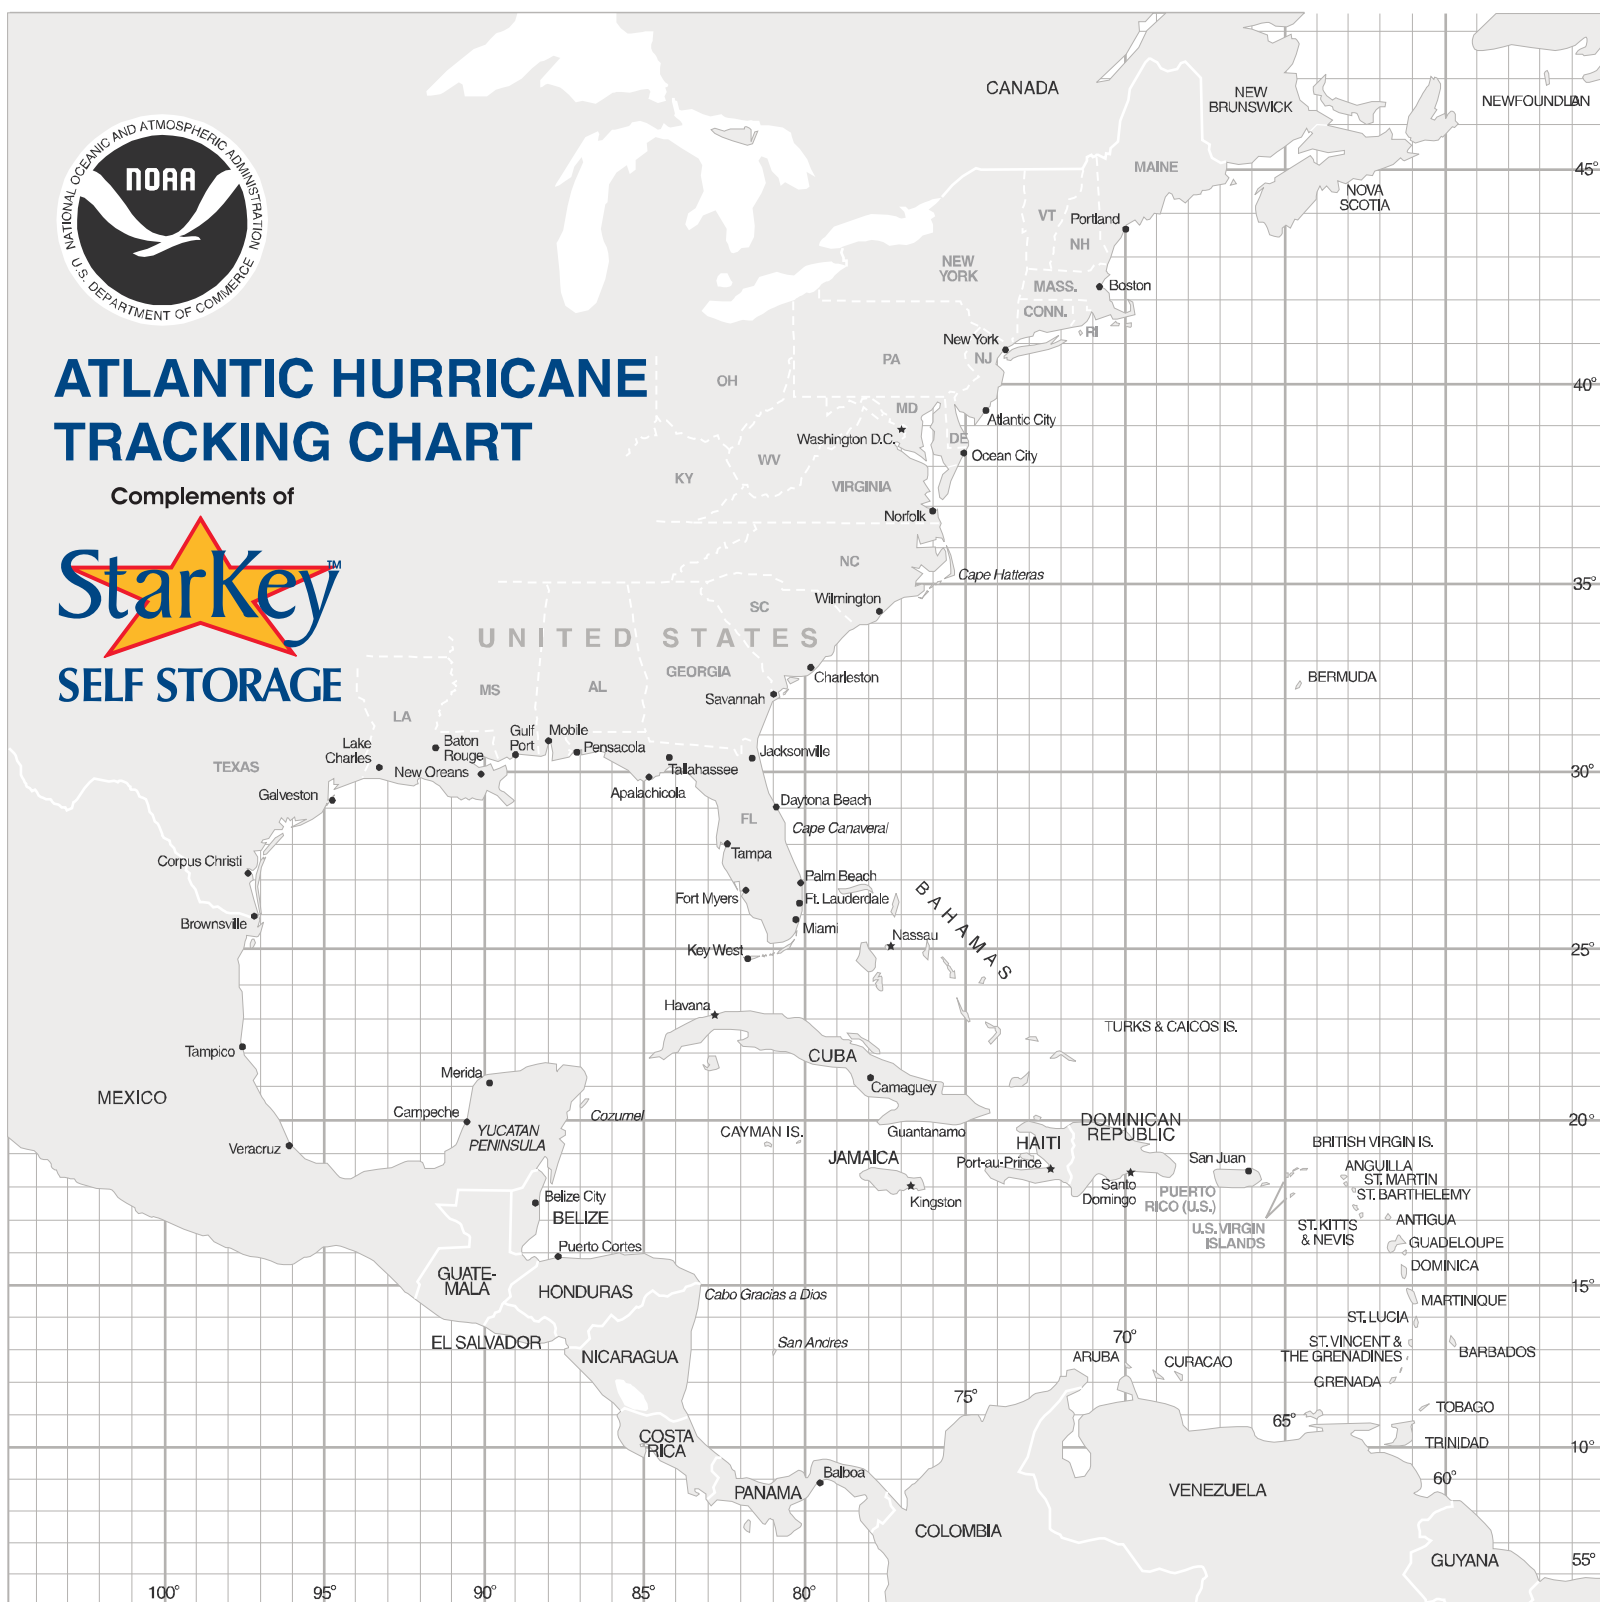 CANADA
NEW
BRUNSWICK
NEWFOUNDLAN
NATIONAL OCEANIC AND ATMOSPHERIC ADMINISTRATION
NOAA
U.S. DEPARTMENT OF COMMERCE
MAINE
45°
NOVA
SCOTIA
VT
Portland
NH
NEW
YORK
MASS.
Boston
CONN.
RI
New York
NJ
PA
OH
40°
ATLANTIC HURRICANE
TRACKING CHART
MD
Atlantic City
Washington D.C.
DE
Ocean City
WV
KY
VIRGINIA
Norfolk
Complements of
StarKey™
SELF STORAGE
NC
Cape Hatteras
35°
Wilmington
SC
UNITED STATES
GEORGIA
Charleston
BERMUDA
MS
AL
Savannah
LA
Gulf
Port
Mobile
Lake
Charles
Baton
Rouge
Pensacola
Jacksonville
TEXAS
New Oreans
Tallahassee
30°
Galveston
Apalachicola
Daytona Beach
FL
Cape Canaveral
Tampa
Corpus Christi
Palm Beach
Fort Myers
Ft. Lauderdale
BAHAMAS
Brownsville
Miami
Nassau
Key West
25°
Havana
TURKS & CAICOS IS.
Tampico
CUBA
Merida
Camaguey
MEXICO
Campeche
Cozumel
20°
YUCATAN
PENINSULA
CAYMAN IS.
Guantanamo
HAITI
DOMINICAN
REPUBLIC
BRITISH VIRGIN IS.
Veracruz
JAMAICA
Port-au-Prince
San Juan
ANGUILLA
ST. MARTIN
Santo
Domingo
PUERTO
RICO (U.S.)
ST. BARTHELEMY
Belize City
Kingston
BELIZE
U.S. VIRGIN
ISLANDS
ST. KITTS
& NEVIS
ANTIGUA
Puerto Cortes
GUADELOUPE
DOMINICA
GUATE-
MALA
HONDURAS
Cabo Gracias a Dios
15°
MARTINIQUE
ST. LUCIA
EL SALVADOR
San Andres
70°
ST. VINCENT &
THE GRENADINES
BARBADOS
NICARAGUA
ARUBA
CURACAO
GRENADA
75°
TOBAGO
65°
COSTA
RICA
TRINIDAD
10°
Balboa
60°
PANAMA
VENEZUELA
COLOMBIA
GUYANA
55°
100°
95°
90°
85°
80°